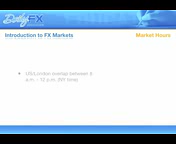 DailyFX
Introduction to FX Markets
Market Hours
US/London overlap between 8
a.m. - 12 p.m. (NY time)